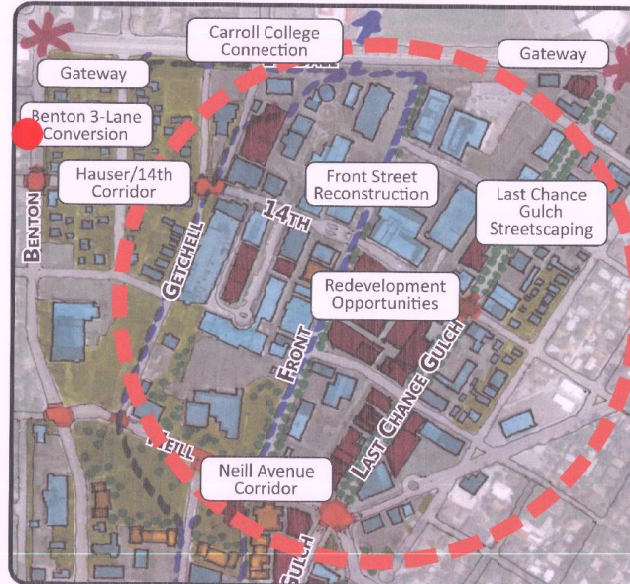 Carroll College
Connection
Gateway
Gateway
Benton 3-Lane
Conversion
Hauser/14th
Corridor
Front Street
Reconstruction
Last Chance
Gulch
Streetscaping
14TH
BENTON
GETCHELL
Redevelopment
Opportunities
FRONT
LAST CHANCE GULCH
NEILL
Neill Avenue
Corridor
GULCH